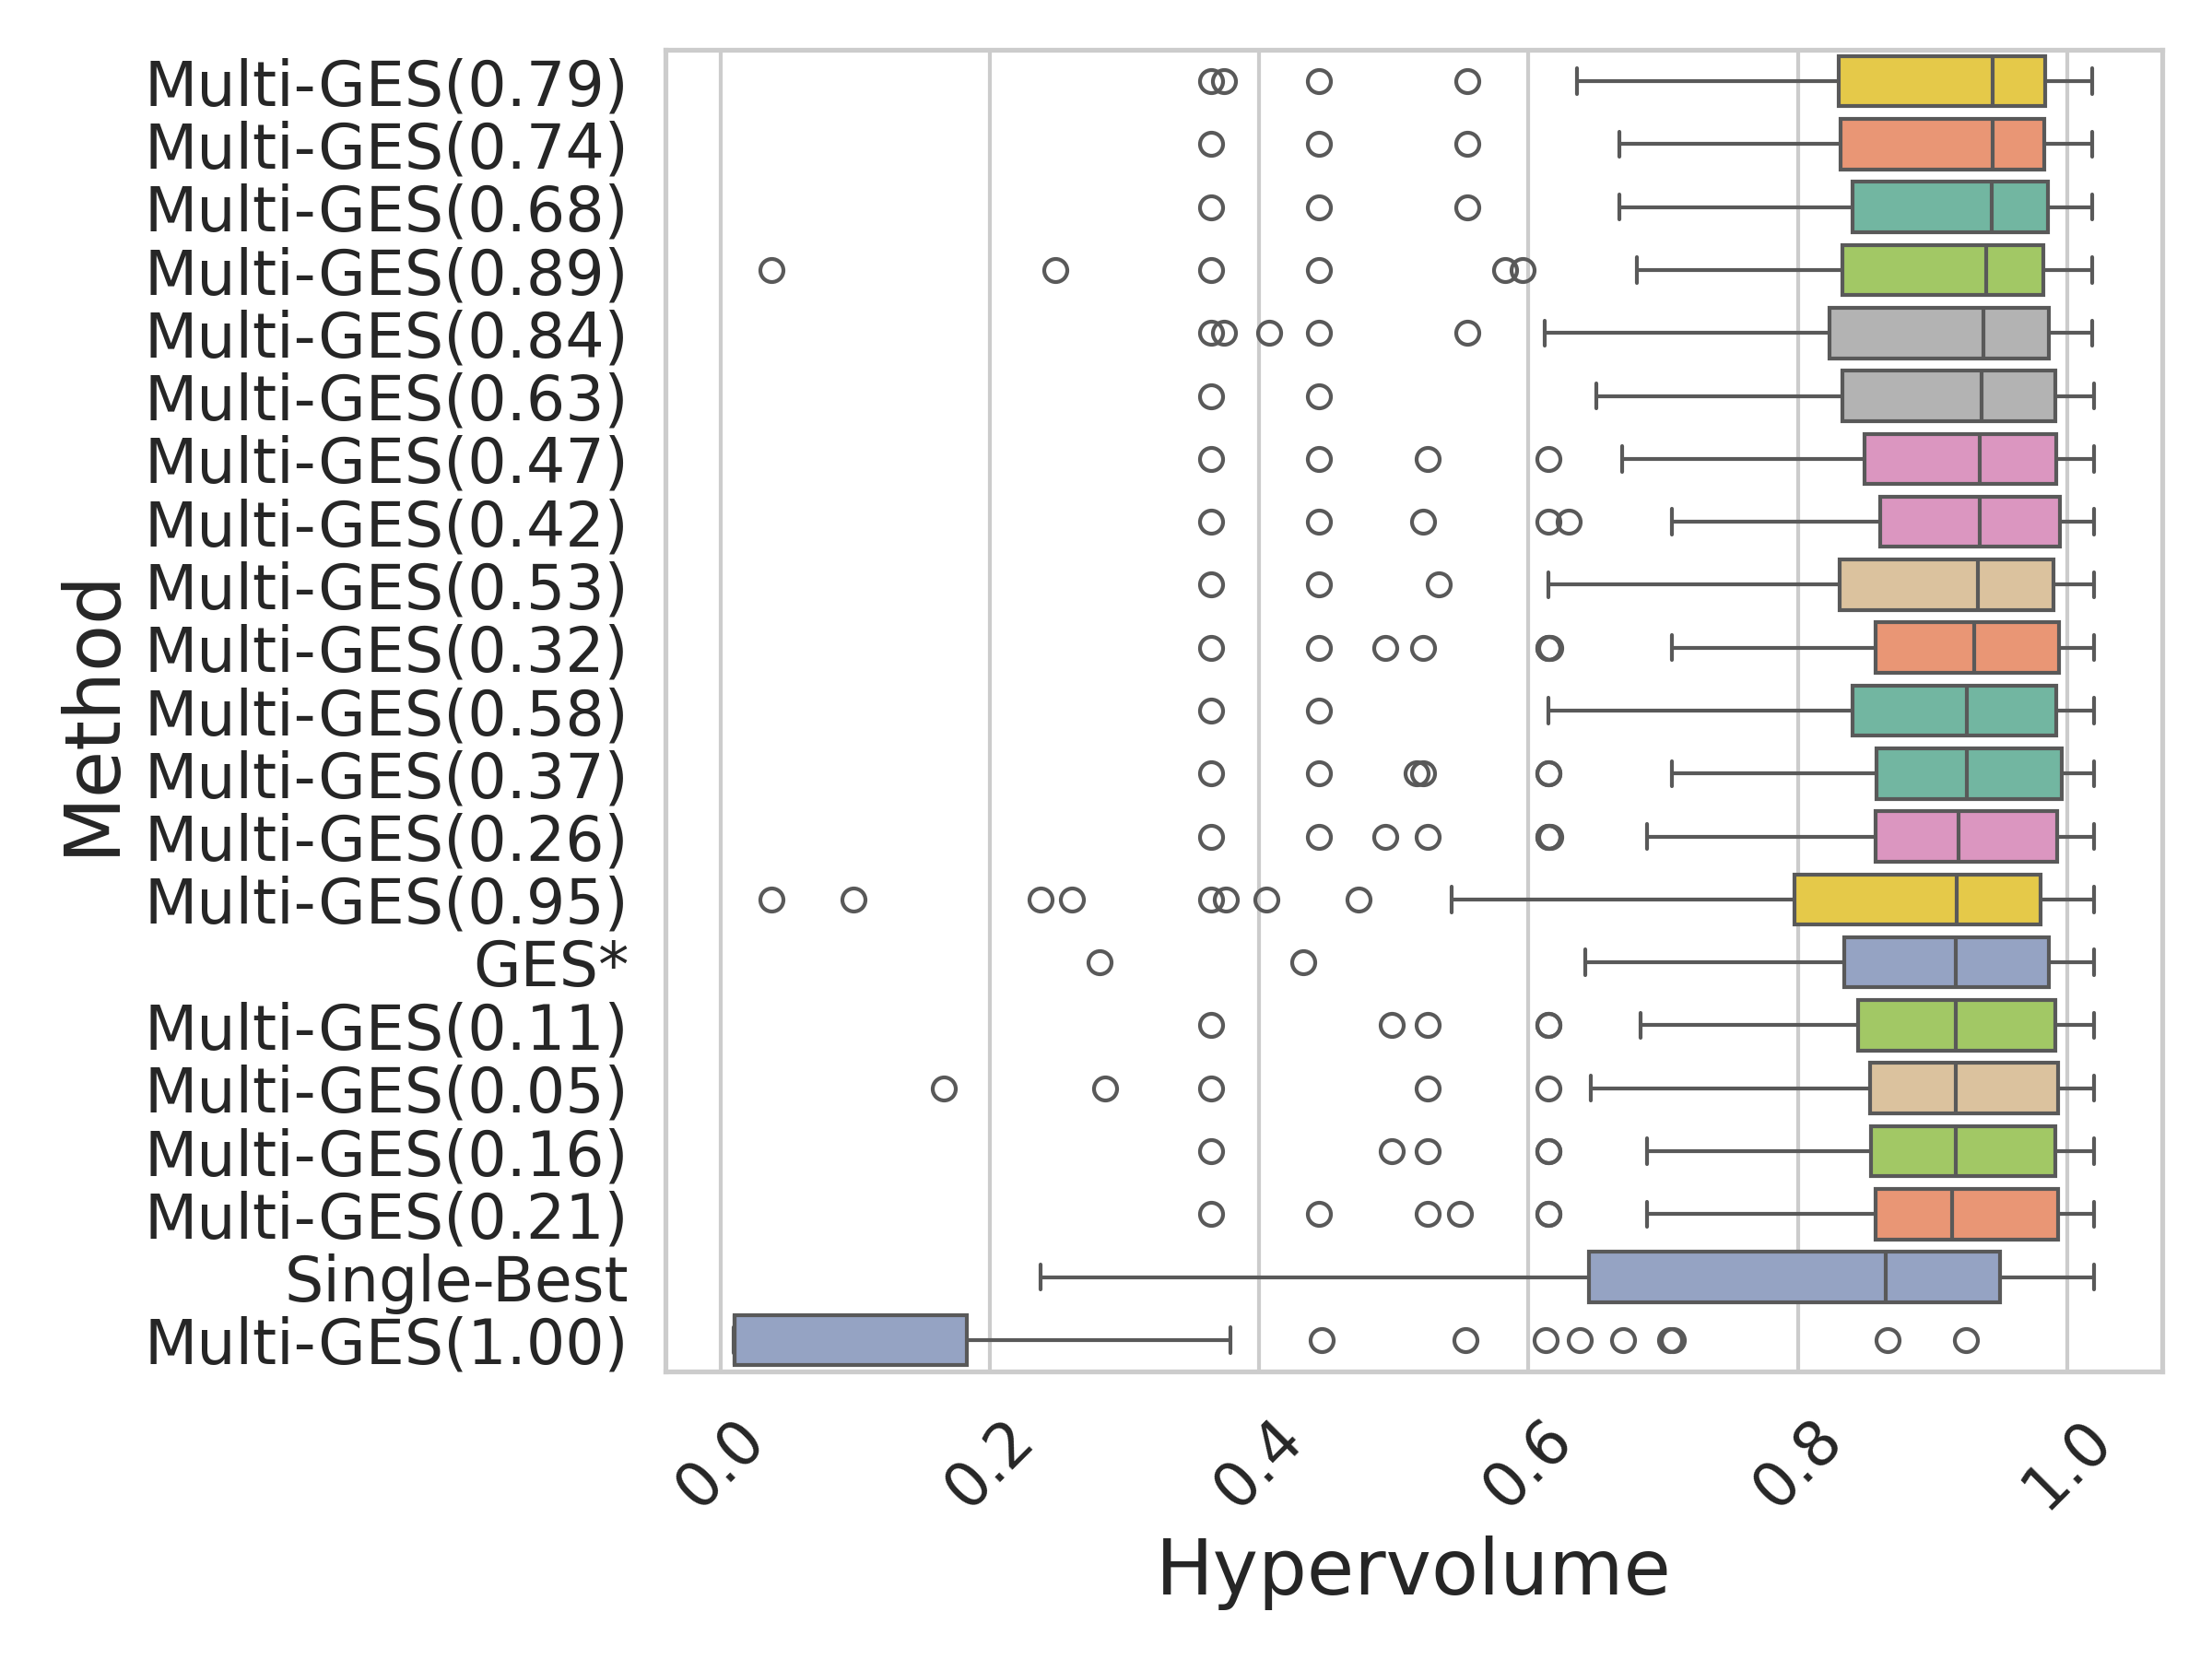 Multi-GES(0.79)
Multi-GES(0.74)
Multi-GES(0.68)
Multi-GES(0.89)
Multi-GES(0.84)
Multi-GES(0.63)
Multi-GES(0.47)
Multi-GES(0.42)
Multi-GES(0.53)
Multi-GES(0.32)
Multi-GES(0.58)
Multi-GES(0.37)
Multi-GES(0.26)
Multi-GES(0.95)
GES*
Multi-GES(0.11)
Multi-GES(0.05)
Multi-GES(0.16)
Multi-GES(0.21)
Single-Best
Multi-GES(1.00)
Method
0.0
0.2
0.4
0.6
0.8
1.0
Hypervolume